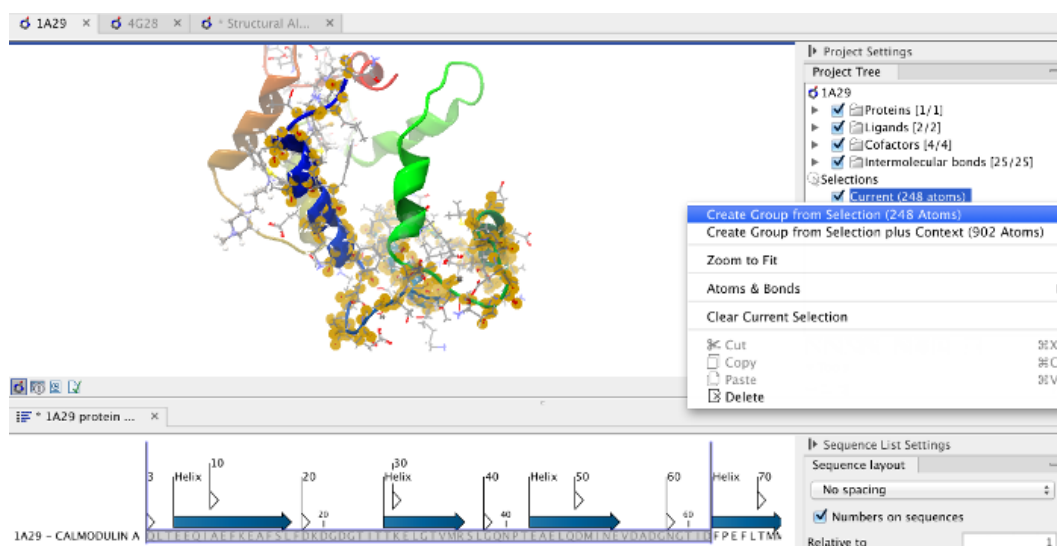 1A29 × 4G28 × * Structural Al... ×
Project Settings
Project Tree
1A29
Proteins [1/1]
Ligands [2/2]
Cofactors [4/4]
Intermolecular bonds [25/25]
Selections
Current (248 atoms)
Create Group from Selection (248 Atoms)
Create Group from Selection plus Context (902 Atoms)
Zoom to Fit
Atoms & Bonds
Clear Current Selection
Cut ⌘X
Copy ⌘C
Paste ⌘V
Delete
* 1A29 protein ... ×
Sequence List Settings
Sequence layout
No spacing
Numbers on sequences
Relative to 1
3 Helix 10 20 Helix 30 40 Helix 50 60 Helix 70
20 40 60
1A29 - CALMODULIN A FPEFLTMM